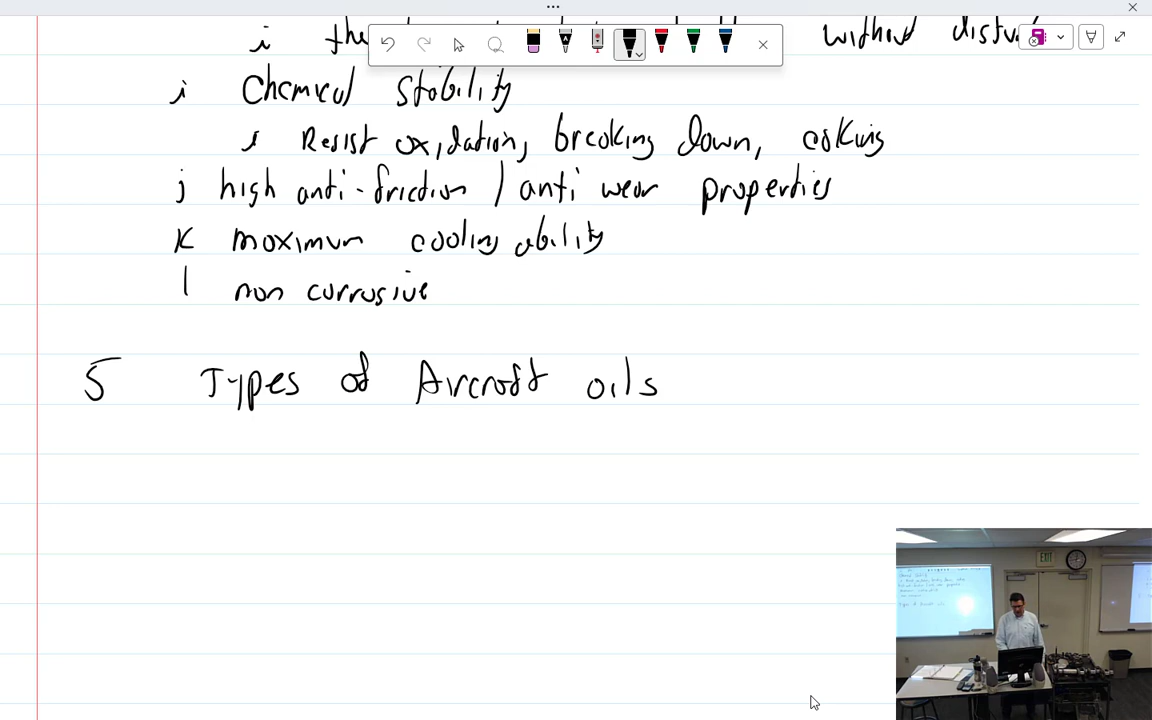 i the without
i Chemical Stability
i Resist oxidation, breaking down, coking
j high anti-friction / anti wear properties
k maximum cooling ability
l non corrosive
5 Types of Aircraft oils
EXIT